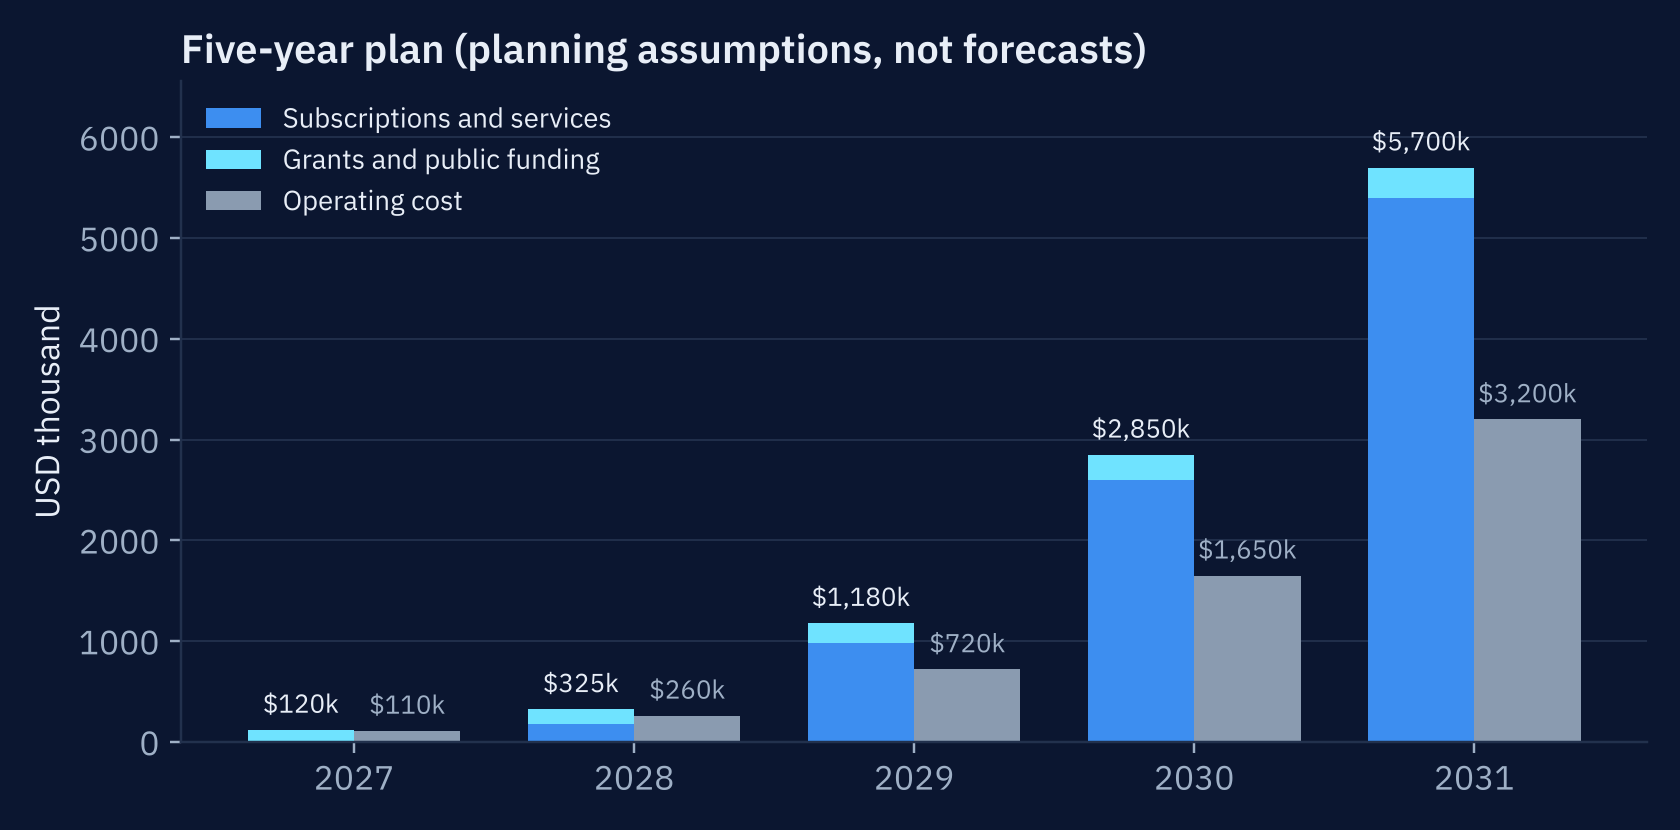 Five-year plan (planning assumptions, not forecasts)
Subscriptions and services
Grants and public funding
Operating cost
USD thousand
6000
5000
4000
3000
2000
1000
0
$120k
$110k
$325k
$260k
$1,180k
$720k
$2,850k
$1,650k
$5,700k
$3,200k
2027
2028
2029
2030
2031